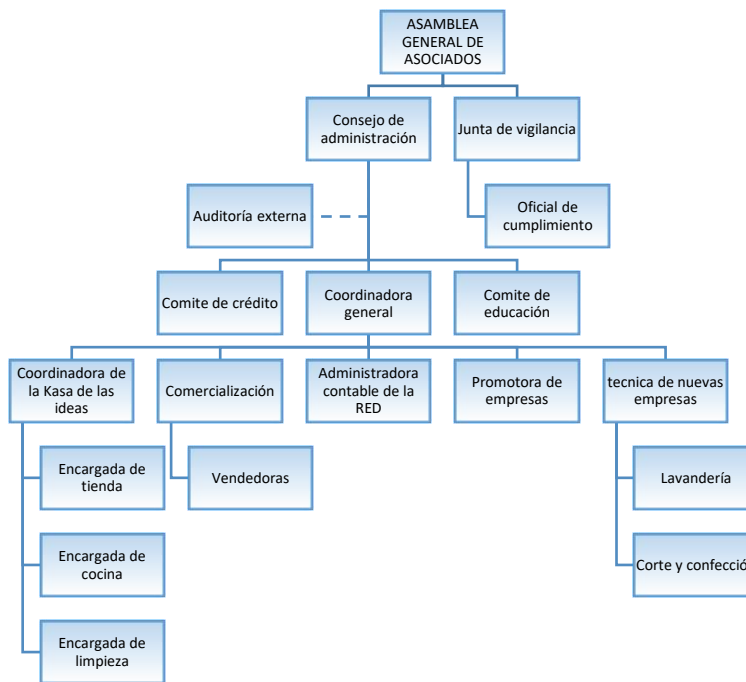 ASAMBLEA
GENERAL DE
ASOCIADOS
Consejo de
administración
Junta de vigilancia
Auditoría externa
Oficial de
cumplimiento
Comite de crédito
Coordinadora
general
Comite de
educación
Coordinadora de
la Kasa de las
ideas
Comercialización
Administradora
contable de la
RED
Promotora de
empresas
tecnica de nuevas
empresas
Encargada de
tienda
Vendedoras
Lavandería
Encargada de
cocina
Corte y confecció
Encargada de
limpieza